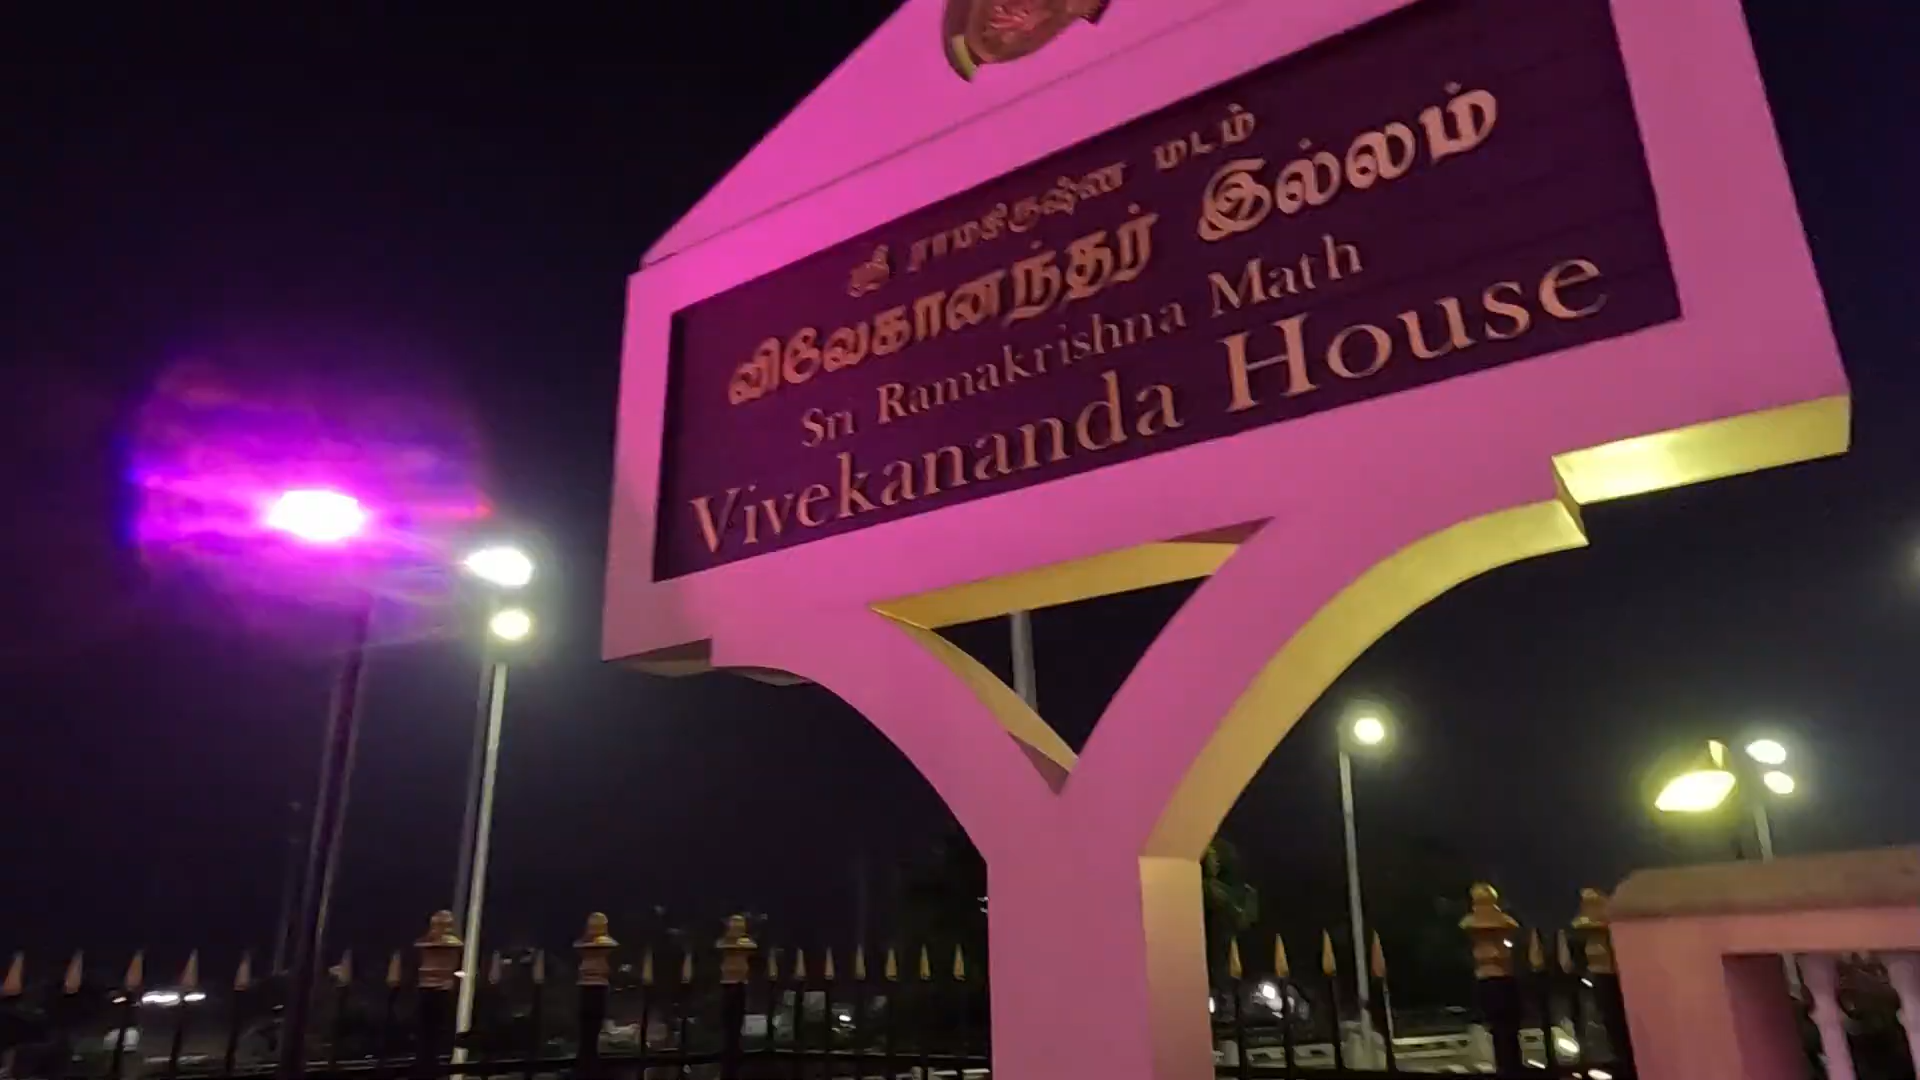 ஸ்ரீ ராமகிருஷ்ண மடம்
விவேகானந்தர் இல்லம்
Sri Ramakrishna Math
Vivekananda House